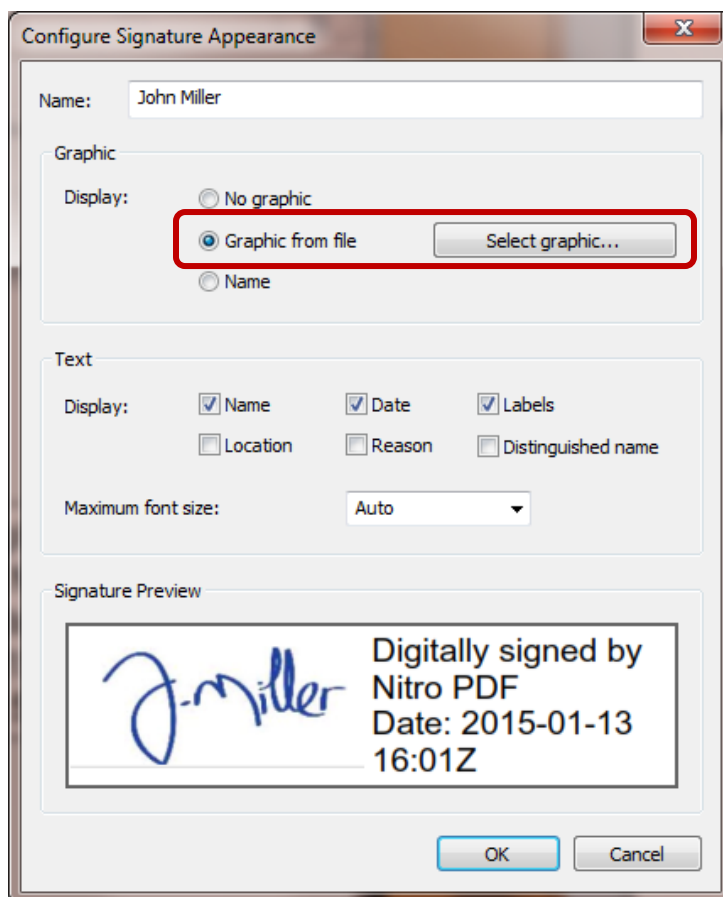 Configure Signature Appearance
Name: John Miller
Graphic
Display: No graphic
Graphic from file Select graphic...
Name
Text
Display: Name Date Labels
Location Reason Distinguished name
Maximum font size: Auto
Signature Preview
J.Miller
Digitally signed by
Nitro PDF
Date: 2015-01-13
16:01Z
OK Cancel